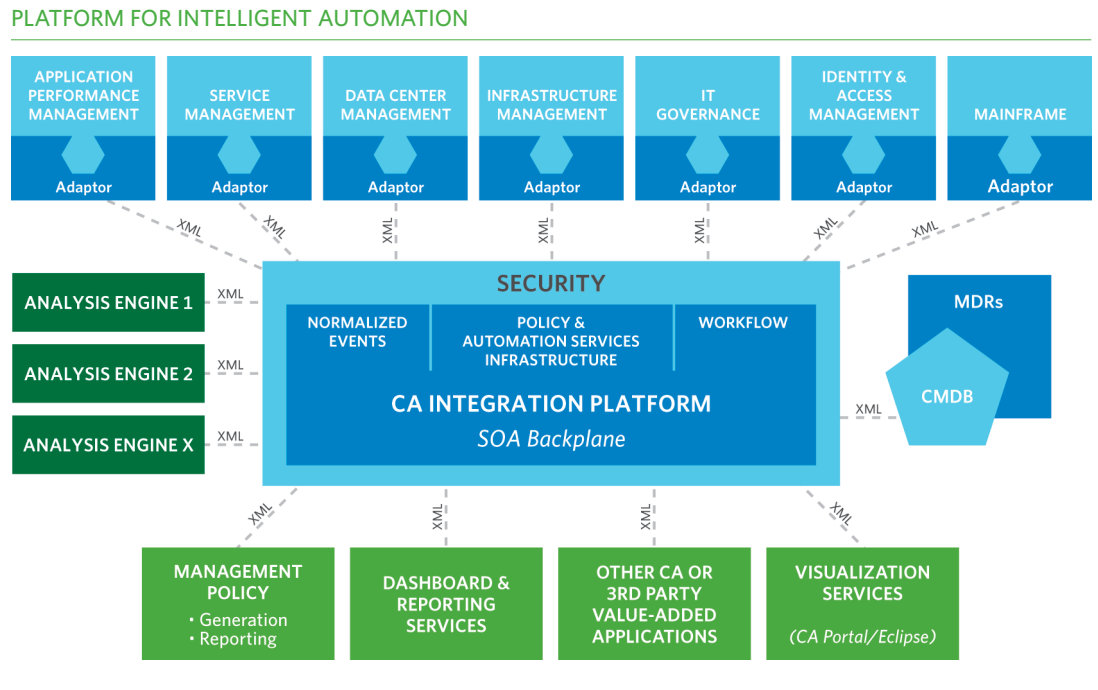 PLATFORM FOR INTELLIGENT AUTOMATION
APPLICATION
PERFORMANCE
MANAGEMENT
Adaptor
SERVICE
MANAGEMENT
Adaptor
DATA CENTER
MANAGEMENT
Adaptor
INFRASTRUCTURE
MANAGEMENT
Adaptor
IT
GOVERNANCE
Adaptor
IDENTITY &
ACCESS
MANAGEMENT
Adaptor
MAINFRAME
Adaptor
XML
XML
XML
XML
XML
XML
XML
ANALYSIS ENGINE 1
XML
ANALYSIS ENGINE 2
XML
ANALYSIS ENGINE X
XML
SECURITY
NORMALIZED
EVENTS
POLICY &
AUTOMATION SERVICES
INFRASTRUCTURE
WORKFLOW
CA INTEGRATION PLATFORM
SOA Backplane
XML
MDRs
CMDB
XML
XML
XML
XML
MANAGEMENT
POLICY
• Generation
• Reporting
DASHBOARD &
REPORTING
SERVICES
OTHER CA OR
3RD PARTY
VALUE-ADDED
APPLICATIONS
VISUALIZATION
SERVICES
(CA Portal/Eclipse)